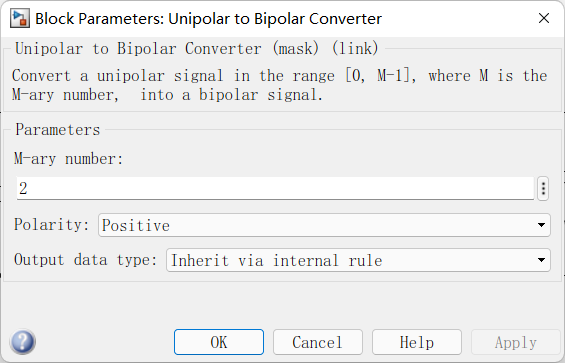 Block Parameters: Unipolar to Bipolar Converter
Unipolar to Bipolar Converter (mask) (link)
Convert a unipolar signal in the range [0, M-1], where M is the
M-ary number, into a bipolar signal.
Parameters
M-ary number:
2
Polarity: Positive
Output data type: Inherit via internal rule
OK Cancel Help Apply